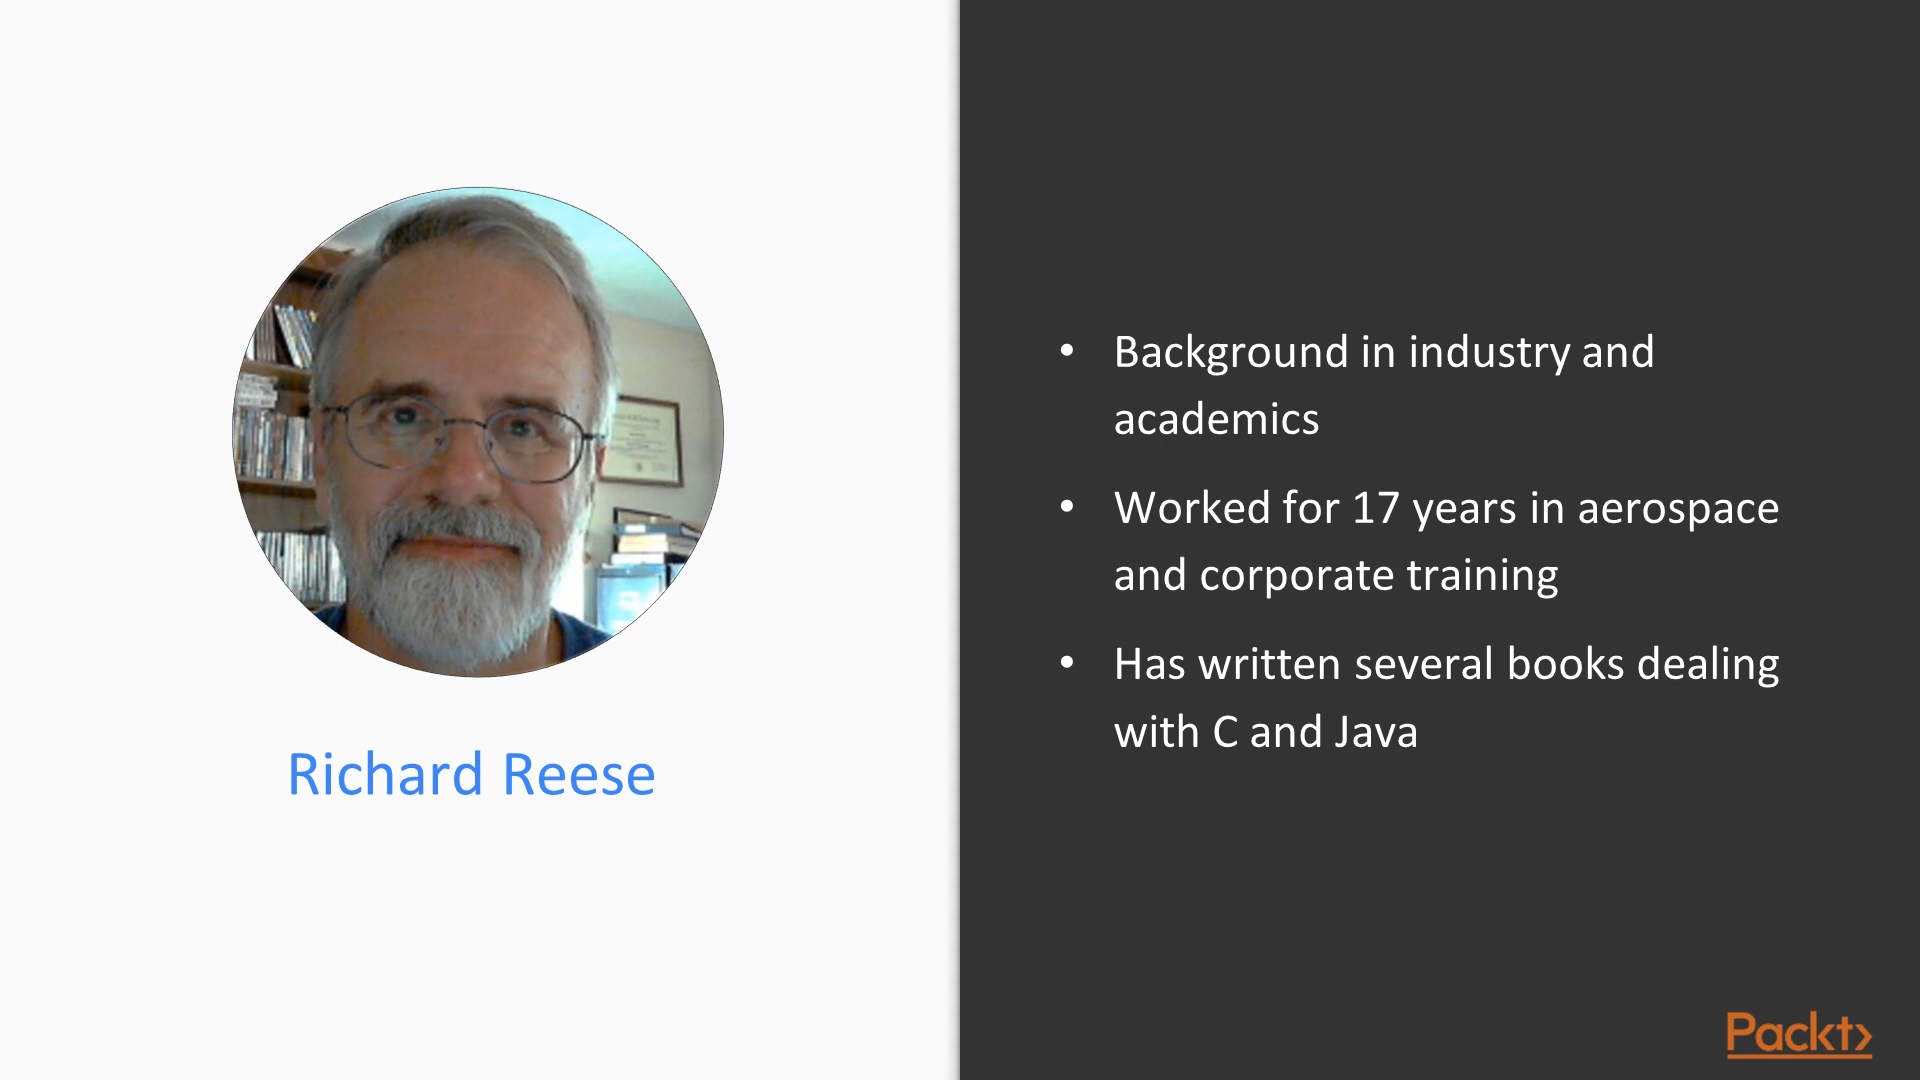 Richard Reese
• Background in industry and
academics
• Worked for 17 years in aerospace
and corporate training
• Has written several books dealing
with C and Java
Packt>